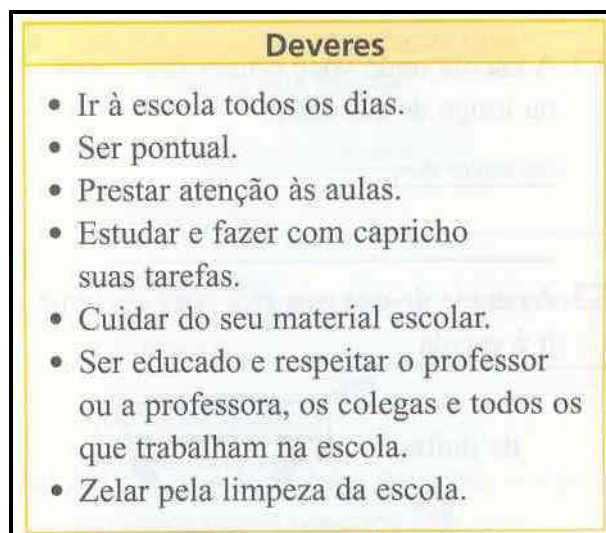 Deveres
• Ir à escola todos os dias.
• Ser pontual.
• Prestar atenção às aulas.
• Estudar e fazer com capricho
suas tarefas.
• Cuidar do seu material escolar.
• Ser educado e respeitar o professor
ou a professora, os colegas e todos os
que trabalham na escola.
• Zelar pela limpeza da escola.